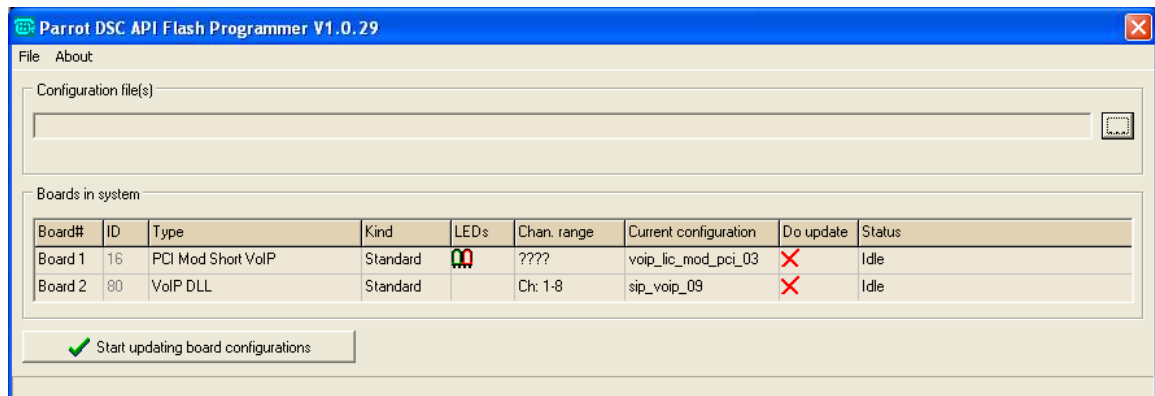 Parrot DSC API Flash Programmer V1.0.29
File About
Configuration file(s)
...
Boards in system
Board# ID Type Kind LEDs Chan. range Current configuration Do update Status
Board 1 16 PCI Mod Short VoIP Standard ???? voip_lic_mod_pci_03 Idle
Board 2 80 VoIP DLL Standard Ch: 1-8 sip_voip_09 Idle
Start updating board configurations